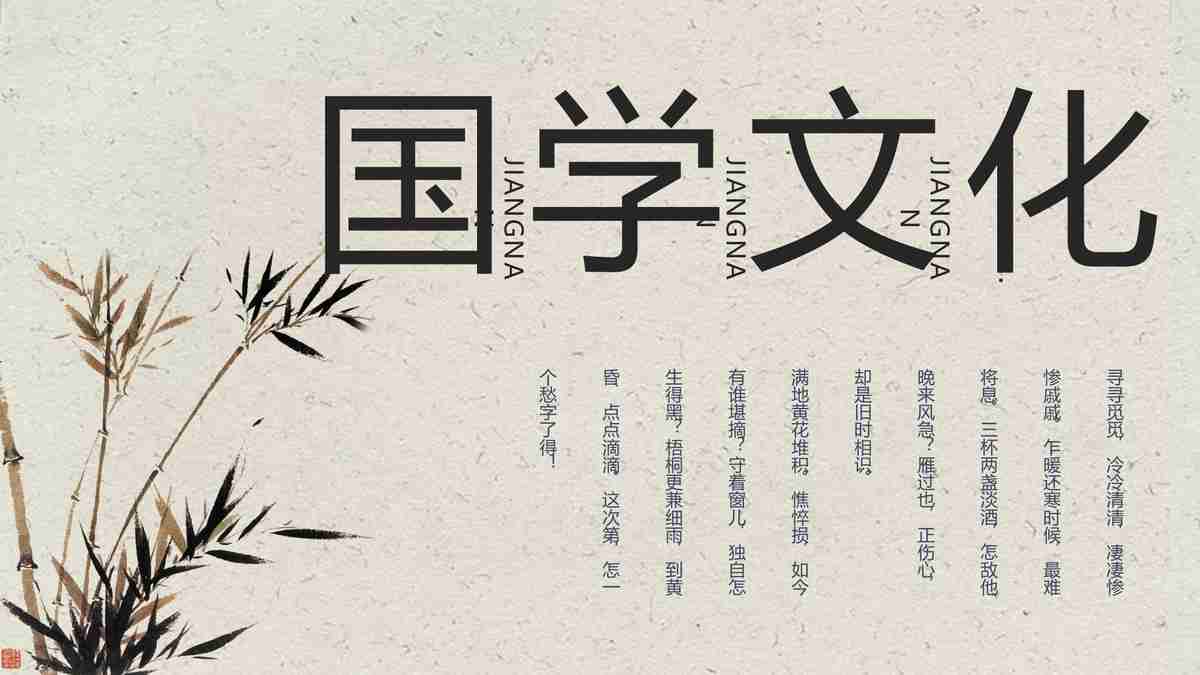 国学文化
JIANGNA
N
JIANGNA
N
JIANGNA
N
寻寻觅觅，冷冷清清，凄凄惨
惨戚戚。乍暖还寒时候，最难
将息。三杯两盏淡酒，怎敌他、
晚来风急？雁过也，正伤心，
却是旧时相识。
满地黄花堆积。憔悴损，如今
有谁堪摘？守着窗儿，独自怎
生得黑？梧桐更兼细雨，到黄
昏、点点滴滴。这次第，怎一
个愁字了得！